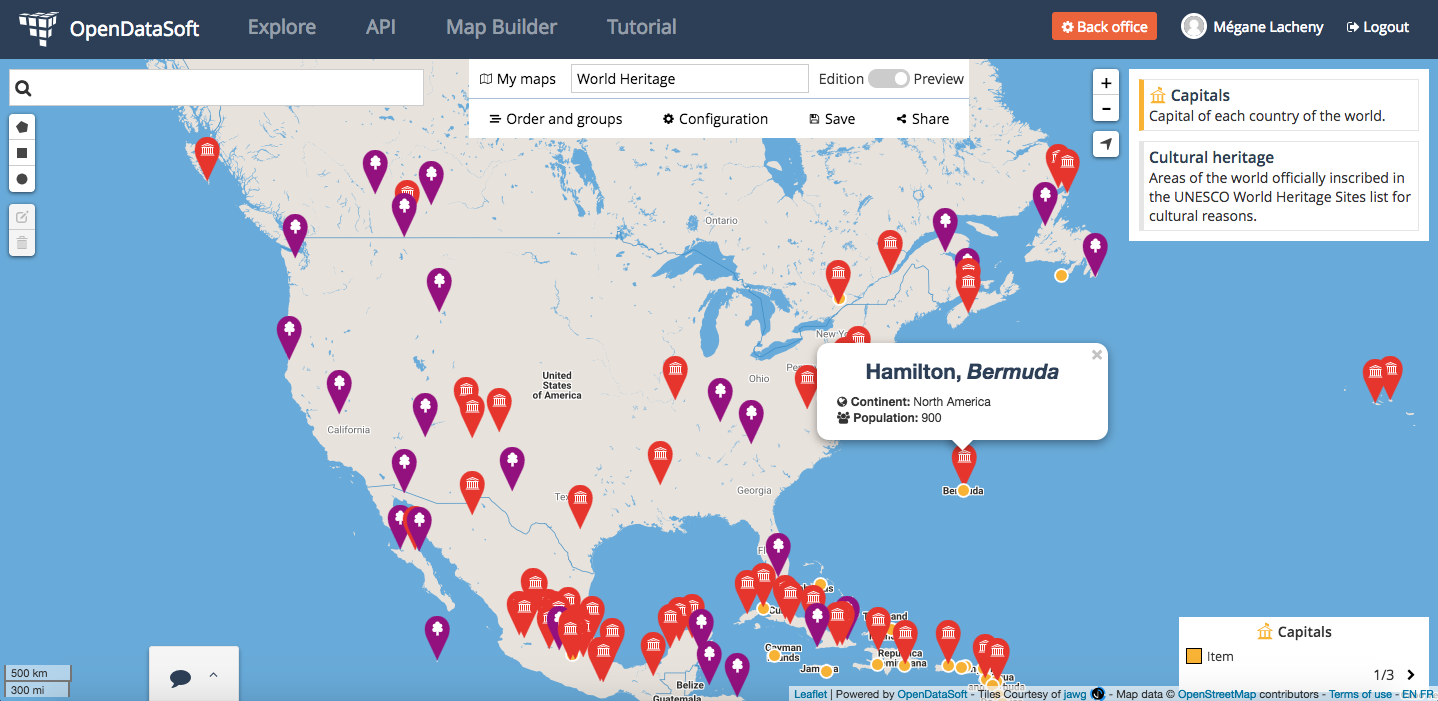 OpenDataSoft
Explore
API
Map Builder
Tutorial
Back office
Mégane Lacheny
Logout
My maps
World Heritage
Edition
Preview
Order and groups
Configuration
Save
Share
+
-
Capitals
Capital of each country of the world.
Cultural heritage
Areas of the world officially inscribed in
the UNESCO World Heritage Sites list for
cultural reasons.
Ontario
United
States
of America
Ohio
California
Georgia
Hamilton, Bermuda
Continent: North America
Population: 900
×
Bermuda
Cayman
Islands
Jamaica
Belize
Guatemala
Capitals
Item
1/3
500 km
300 mi
Leaflet | Powered by OpenDataSoft - Tiles Courtesy of jawg - Map data © OpenStreetMap contributors - Terms of use - EN FR